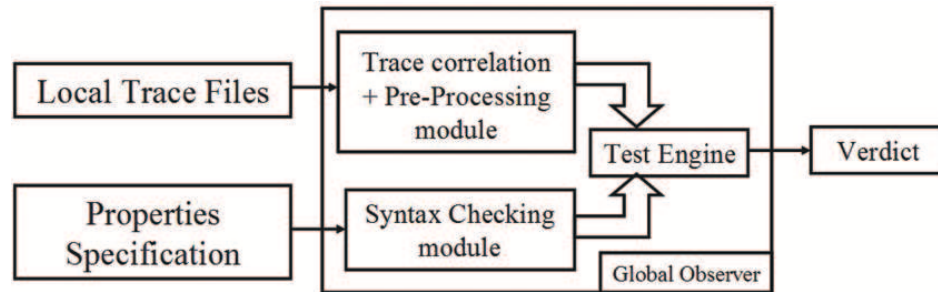 Local Trace Files
Trace correlation
+ Pre-Processing
module
Test Engine
Verdict
Properties
Specification
Syntax Checking
module
Global Observer